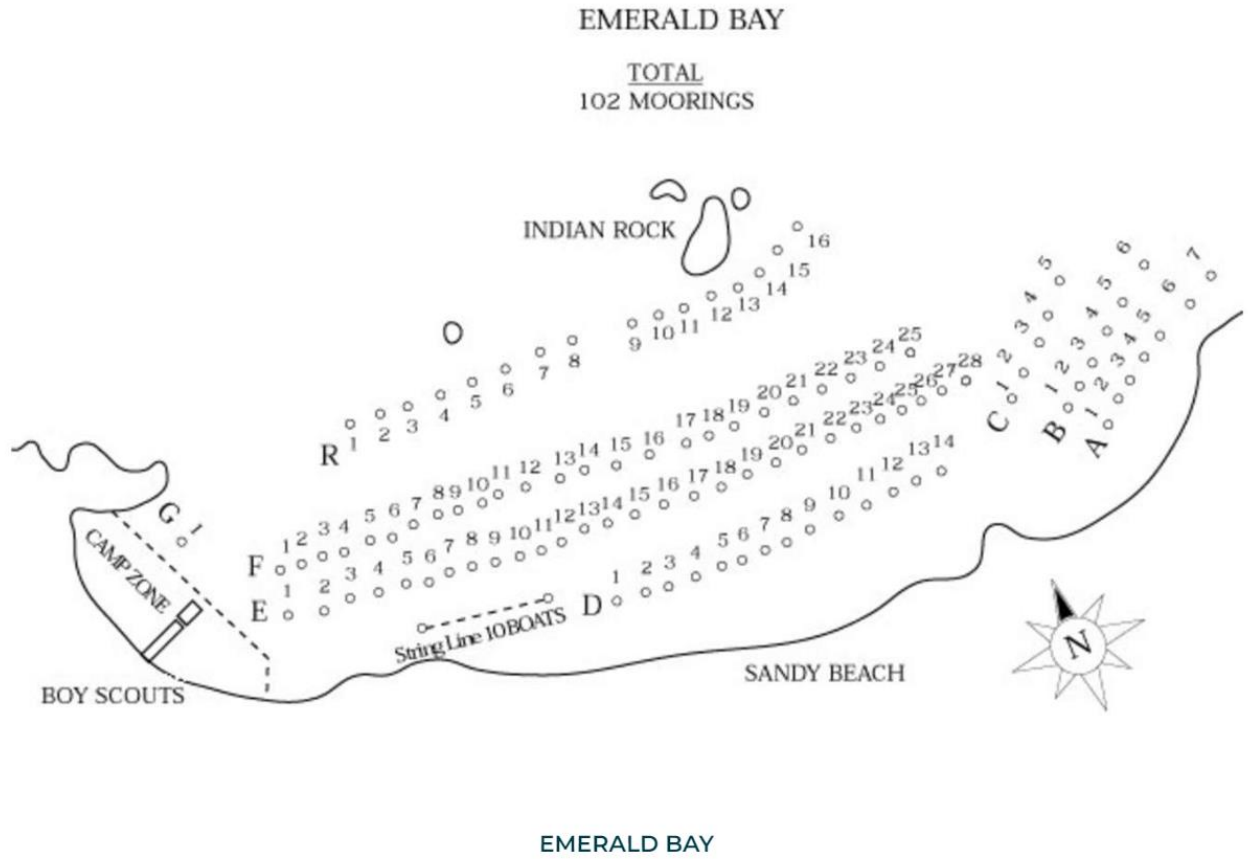 EMERALD BAY
TOTAL
102 MOORINGS
INDIAN ROCK
R 1 2 3 4 5 6 7 8 9 10 11 12 13 14 15 16
F 1 2 3 4 5 6 7 8 9 10 11 12 13 14 15 16 17 18 19 20 21 22 23 24 25
E 1 2 3 4 5 6 7 8 9 10 11 12 13 14 15 16 17 18 19 20 21 22 23 24 25 26 27 28
D 1 2 3 4 5 6 7 8 9 10 11 12 13 14
C 1 2 3 4 5
B 1 2 3 4 5 6
A 1 2 3 4 5 6 7
G 1
CAMP ZONE
String Line 10 BOATS
BOY SCOUTS
SANDY BEACH
N
EMERALD BAY